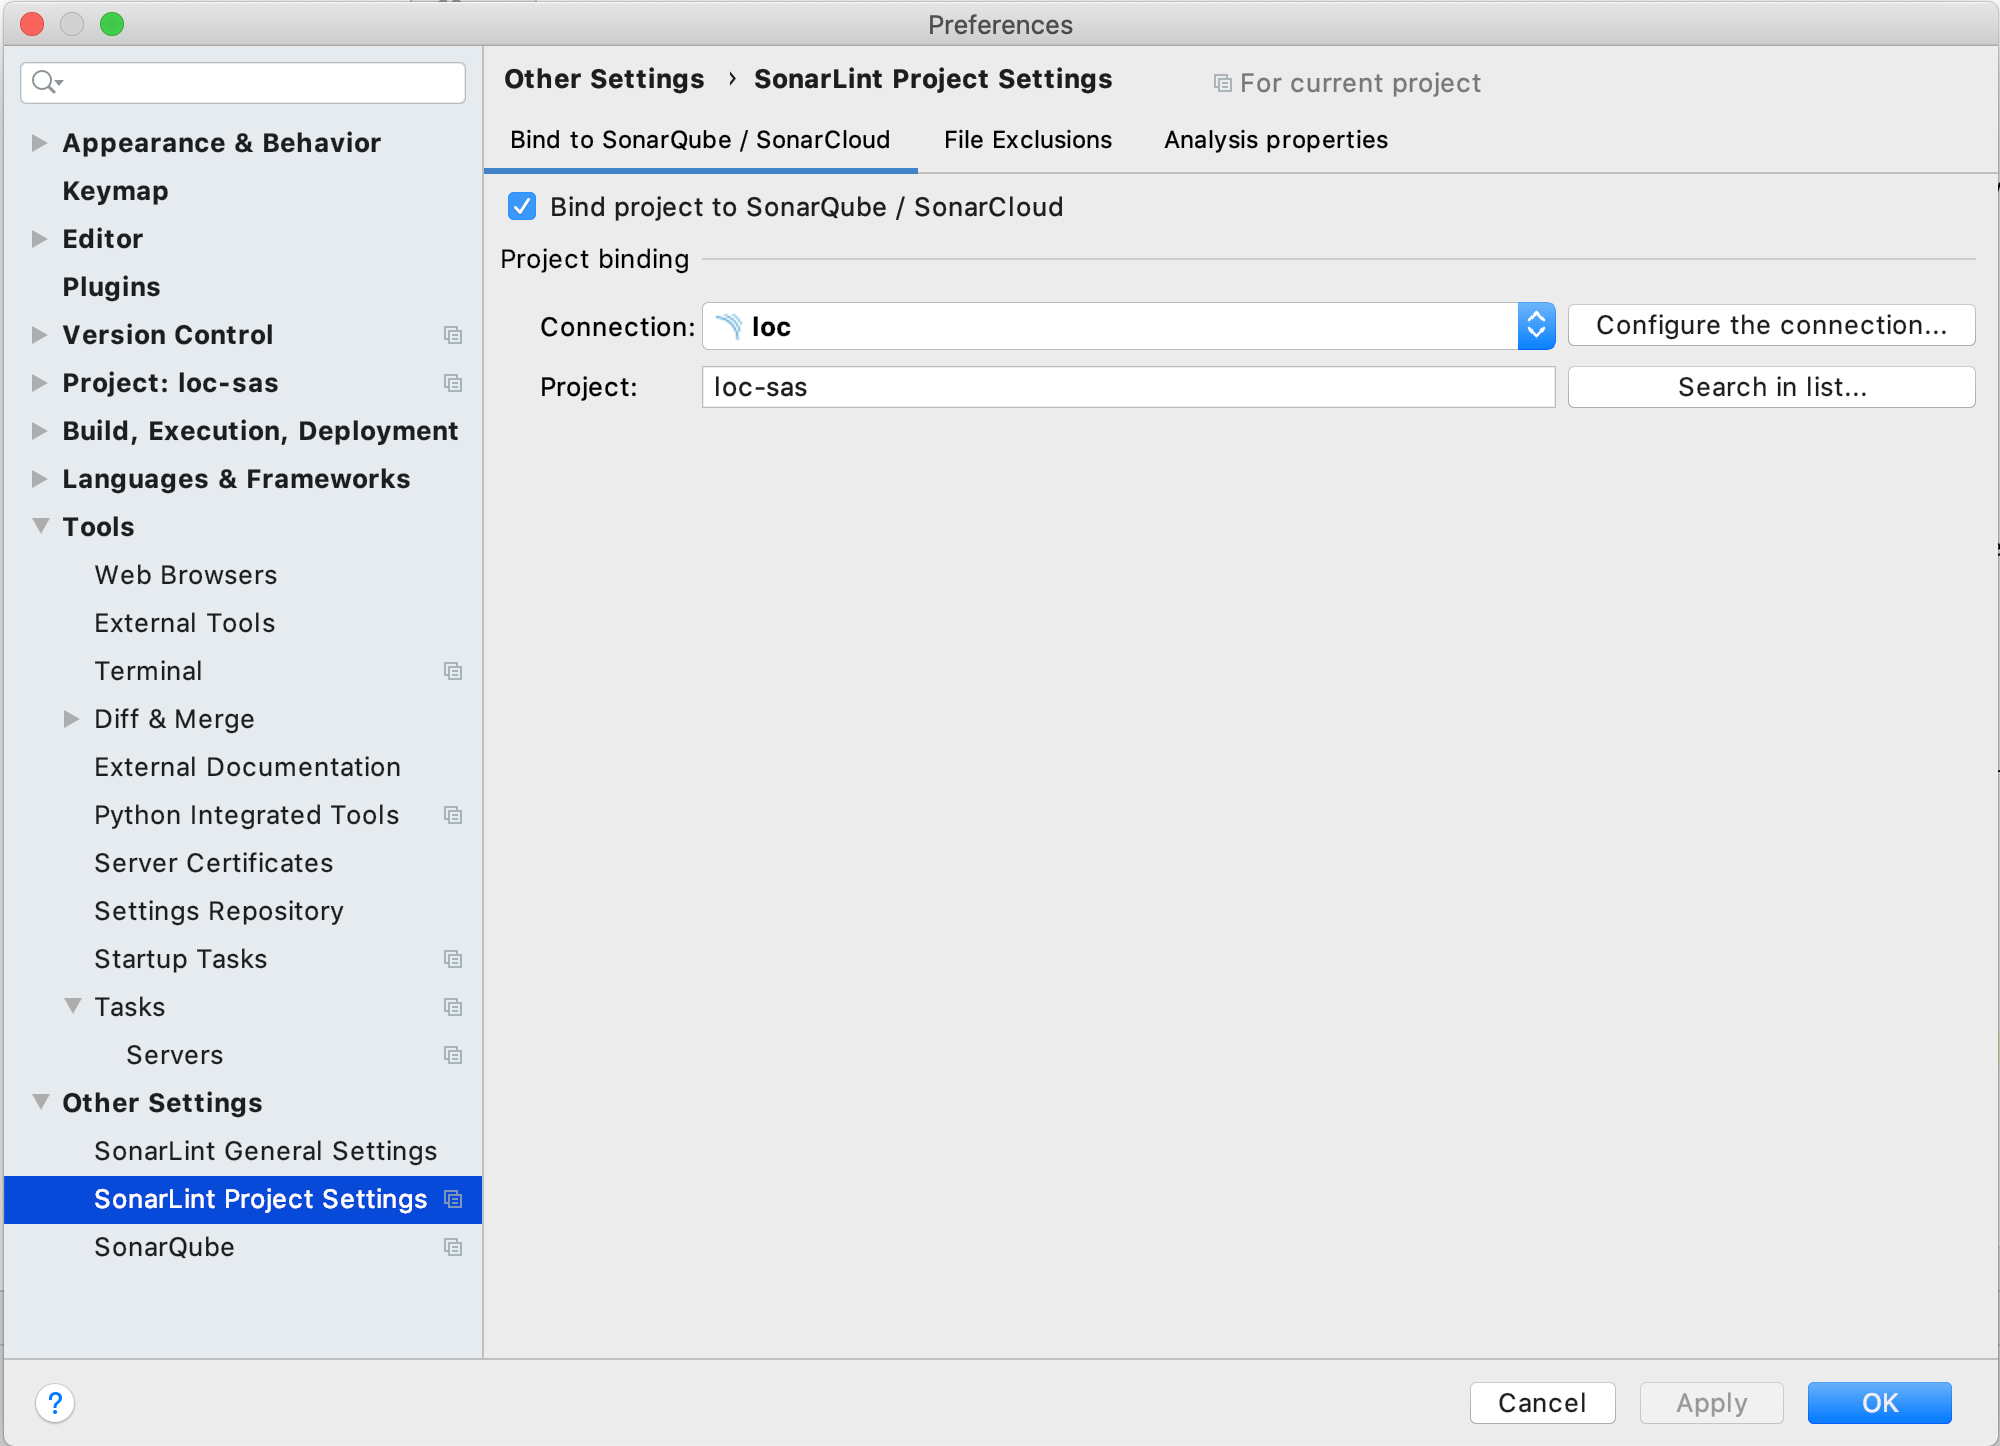 Preferences
Other Settings › SonarLint Project Settings For current project
Bind to SonarQube / SonarCloud File Exclusions Analysis properties
Appearance & Behavior
Keymap
Editor
Plugins
Version Control
Project: loc-sas
Build, Execution, Deployment
Languages & Frameworks
Tools
Web Browsers
External Tools
Terminal
Diff & Merge
External Documentation
Python Integrated Tools
Server Certificates
Settings Repository
Startup Tasks
Tasks
Servers
Other Settings
SonarLint General Settings
SonarLint Project Settings
SonarQube
Bind project to SonarQube / SonarCloud
Project binding
Connection: loc Configure the connection...
Project: loc-sas Search in list...
? Cancel Apply OK